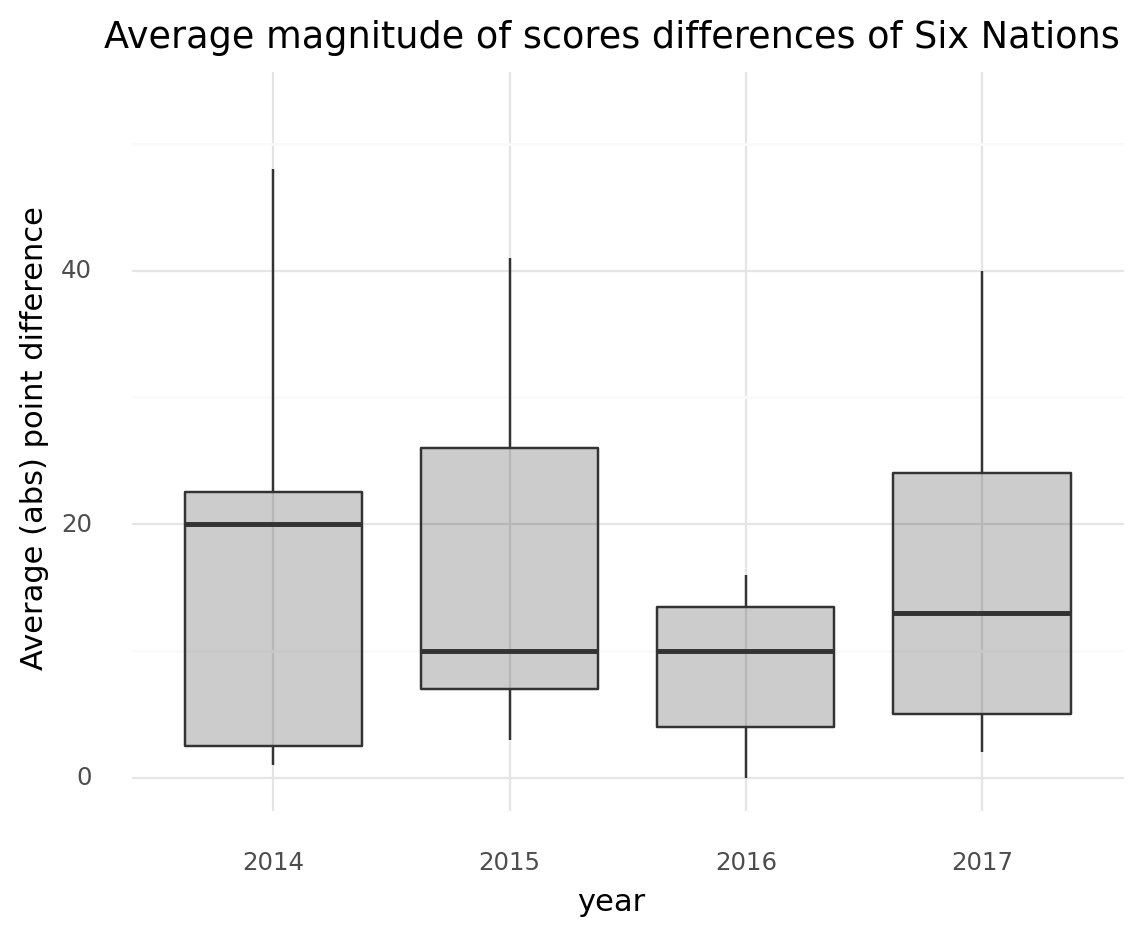 Average magnitude of scores differences of Six Nations
Average (abs) point difference
40
20
0
2014 2015 2016 2017
year